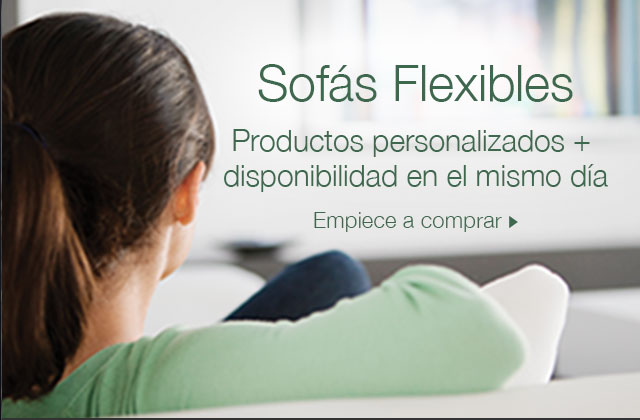 Sofás Flexibles
Productos personalizados +
disponibilidad en el mismo día
Empiece a comprar ▸